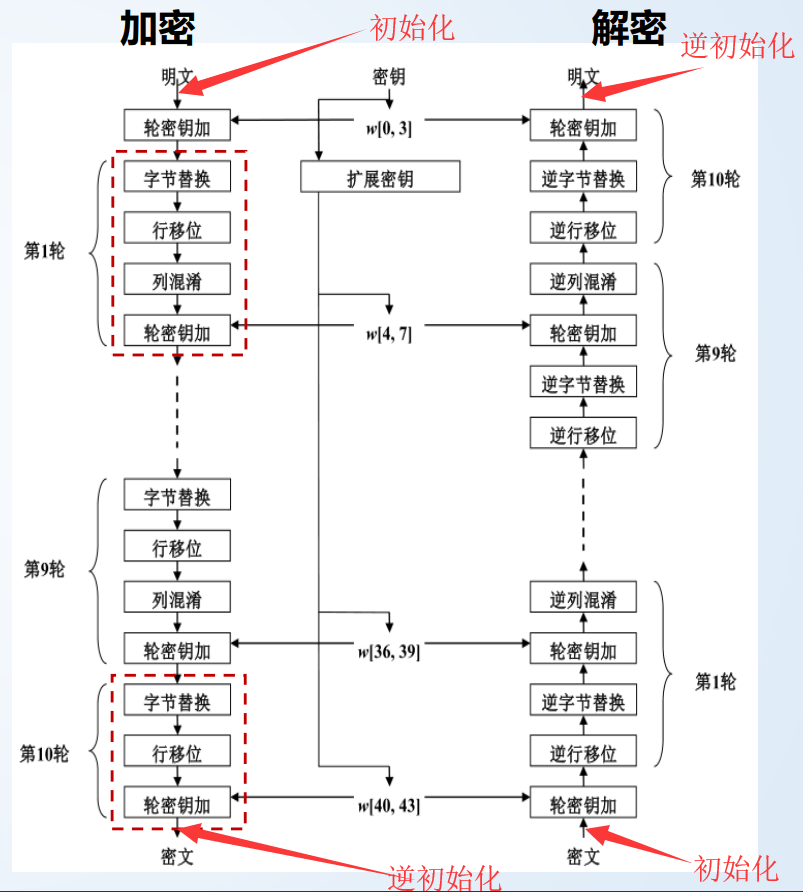 加密
初始化
解密
逆初始化
明文
密钥
明文
轮密钥加
w[0, 3]
轮密钥加
第1轮
字节替换
行移位
列混淆
轮密钥加
扩展密钥
w[4, 7]
逆字节替换
逆行移位
第10轮
逆列混淆
轮密钥加
逆字节替换
逆行移位
第9轮
第9轮
字节替换
行移位
列混淆
轮密钥加
w[36, 39]
逆列混淆
轮密钥加
逆字节替换
逆行移位
第1轮
第10轮
字节替换
行移位
轮密钥加
w[40, 43]
轮密钥加
密文
逆初始化
密文
初始化